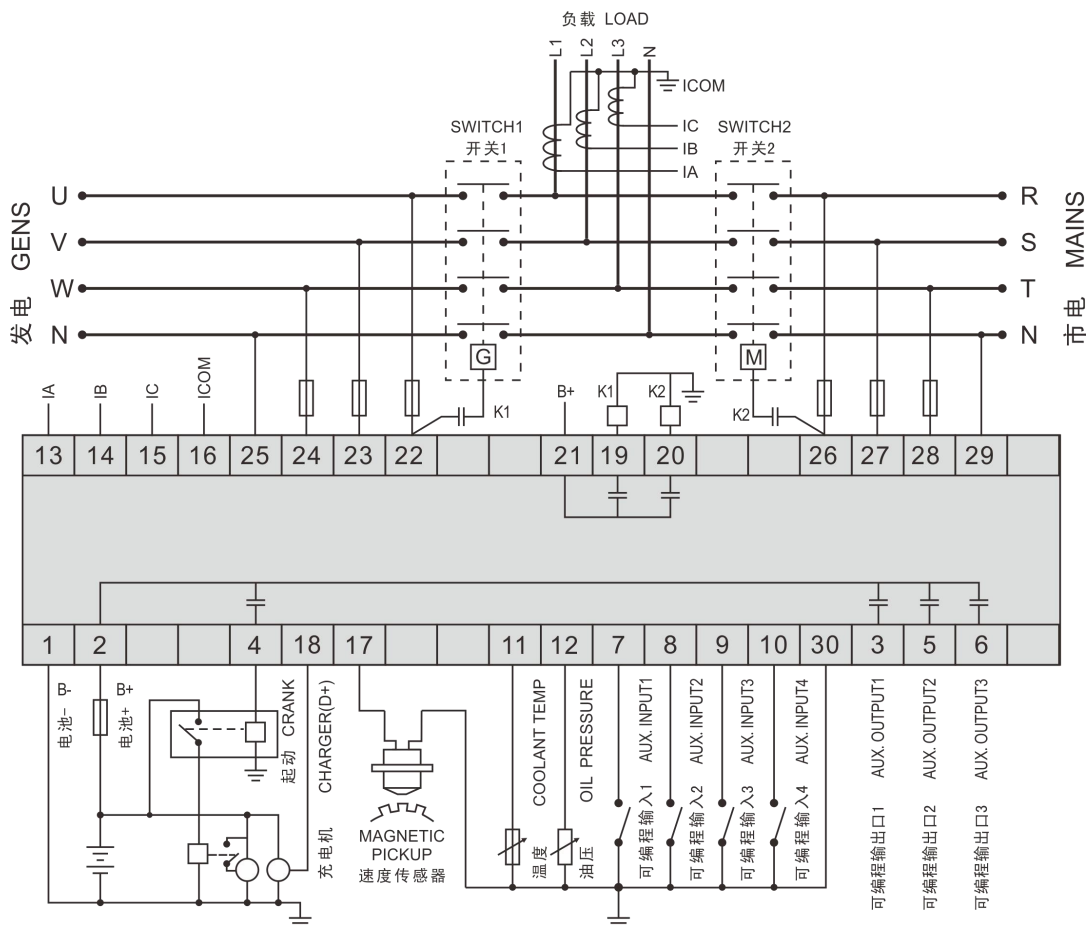 负载 LOAD
L1
L2
L3
N
ICOM
IC
IB
IA
SWITCH1
开关1
SWITCH2
开关2
发电 GENS
U
V
W
N
R
S
T
N
市电 MAINS
G
M
IA
IB
IC
ICOM
K1
B+
K1
K2
K2
13
14
15
16
25
24
23
22
21
19
20
26
27
28
29
1
2
4
18
17
11
12
7
8
9
10
30
3
5
6
B-
电池-
B+
电池+
起动 CRANK
充电机 CHARGER(D+)
MAGNETIC
PICKUP
速度传感器
温度 COOLANT TEMP
油压 OIL PRESSURE
可编程输入1 AUX. INPUT1
可编程输入2 AUX. INPUT2
可编程输入3 AUX. INPUT3
可编程输入4 AUX. INPUT4
可编程输出口1 AUX. OUTPUT1
可编程输出口2 AUX. OUTPUT2
可编程输出口3 AUX. OUTPUT3